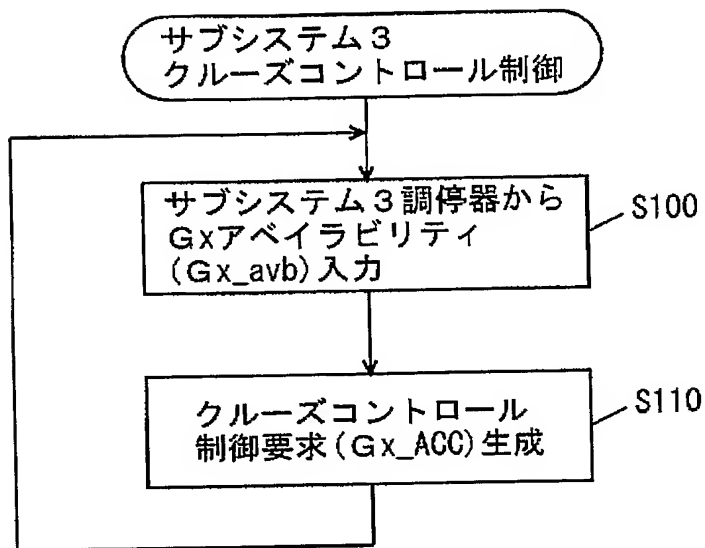 サブシステム３
クルーズコントロール制御
サブシステム３調停器から
Ｇxアベイラビリティ
(Ｇx_avb)入力
S100
クルーズコントロール
制御要求(Ｇx_ACC)生成
S110